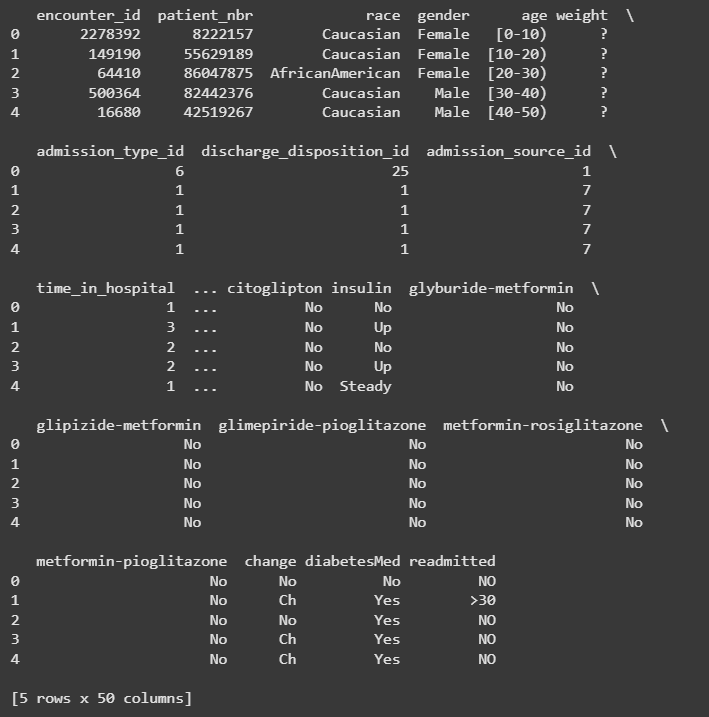 encounter_id patient_nbr race gender age weight \
0 2278392 8222157 Caucasian Female [0-10) ?
1 149190 55629189 Caucasian Female [10-20) ?
2 64410 86047875 AfricanAmerican Female [20-30) ?
3 500364 82442376 Caucasian Male [30-40) ?
4 16680 42519267 Caucasian Male [40-50) ?
admission_type_id discharge_disposition_id admission_source_id \
0 6 25 1
1 1 1 7
2 1 1 7
3 1 1 7
4 1 1 7
time_in_hospital ... citoglipton insulin glyburide-metformin \
0 1 ... No No No
1 3 ... No Up No
2 2 ... No No No
3 2 ... No Up No
4 1 ... No Steady No
glipizide-metformin glimepiride-pioglitazone metformin-rosiglitazone \
0 No No No
1 No No No
2 No No No
3 No No No
4 No No No
metformin-pioglitazone change diabetesMed readmitted
0 No No No NO
1 No Ch Yes >30
2 No No Yes NO
3 No Ch Yes NO
4 No Ch Yes NO
[5 rows x 50 columns]